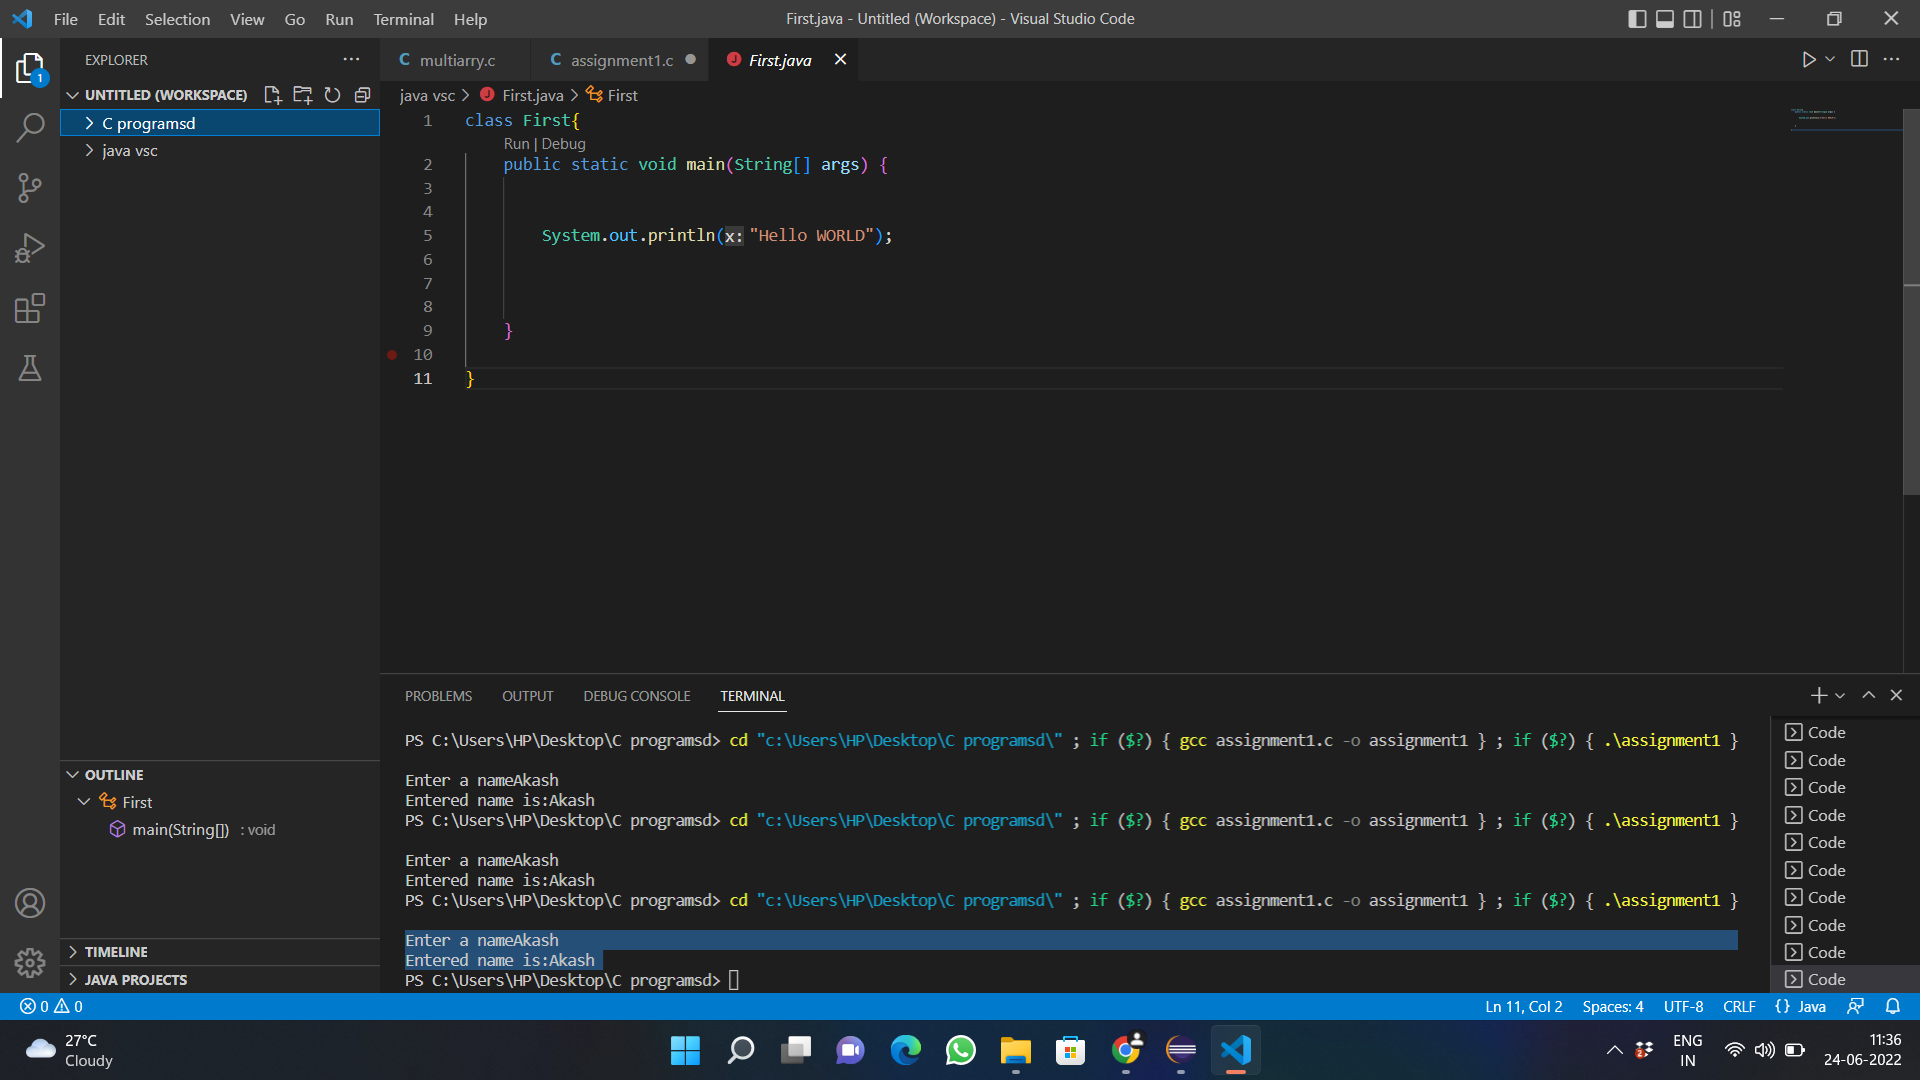 File Edit Selection View Go Run Terminal Help
First.java - Untitled (Workspace) - Visual Studio Code
EXPLORER
1
UNTITLED (WORKSPACE)
C programsd
java vsc
C multiarry.c
C assignment1.c
J First.java
java vsc > J First.java > First
1 class First{
Run | Debug
2 public static void main(String[] args) {
3
4
5 System.out.println(x: "Hello WORLD");
6
7
8
9 }
10
11 }
OUTLINE
First
main(String[]) : void
TIMELINE
JAVA PROJECTS
PROBLEMS OUTPUT DEBUG CONSOLE TERMINAL
PS C:\Users\HP\Desktop\C programsd> cd "c:\Users\HP\Desktop\C programsd\" ; if ($?) { gcc assignment1.c -o assignment1 } ; if ($?) { .\assignment1 }
Enter a nameAkash
Entered name is:Akash
PS C:\Users\HP\Desktop\C programsd> cd "c:\Users\HP\Desktop\C programsd\" ; if ($?) { gcc assignment1.c -o assignment1 } ; if ($?) { .\assignment1 }
Enter a nameAkash
Entered name is:Akash
PS C:\Users\HP\Desktop\C programsd> cd "c:\Users\HP\Desktop\C programsd\" ; if ($?) { gcc assignment1.c -o assignment1 } ; if ($?) { .\assignment1 }
Enter a nameAkash
Entered name is:Akash
PS C:\Users\HP\Desktop\C programsd>
Code
Code
Code
Code
Code
Code
Code
Code
Code
Code
0 0
Ln 11, Col 2 Spaces: 4 UTF-8 CRLF {} Java
27°C
Cloudy
2
ENG
IN
11:36
24-06-2022